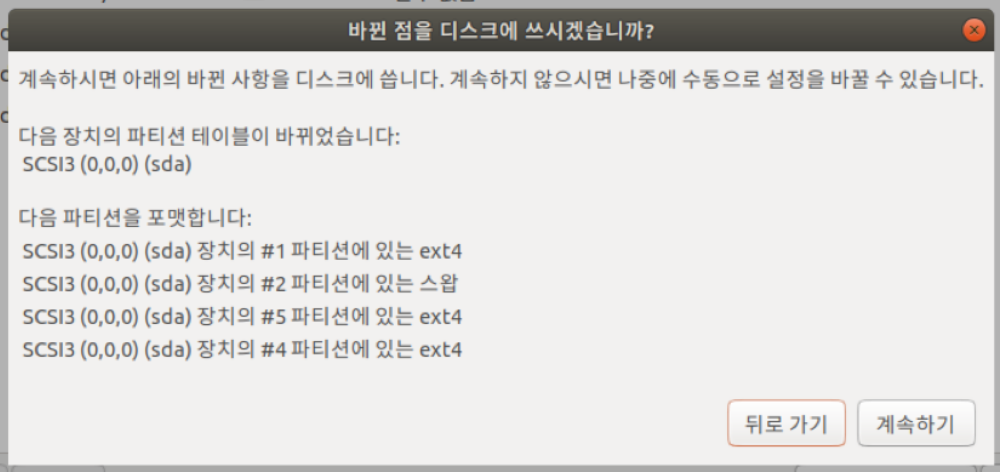 바뀐 점을 디스크에 쓰시겠습니까?
계속하시면 아래의 바뀐 사항을 디스크에 씁니다. 계속하지 않으시면 나중에 수동으로 설정을 바꿀 수 있습니다.
다음 장치의 파티션 테이블이 바뀌었습니다:
SCSI3 (0,0,0) (sda)
다음 파티션을 포맷합니다:
SCSI3 (0,0,0) (sda) 장치의 #1 파티션에 있는 ext4
SCSI3 (0,0,0) (sda) 장치의 #2 파티션에 있는 스왑
SCSI3 (0,0,0) (sda) 장치의 #5 파티션에 있는 ext4
SCSI3 (0,0,0) (sda) 장치의 #4 파티션에 있는 ext4
뒤로 가기
계속하기